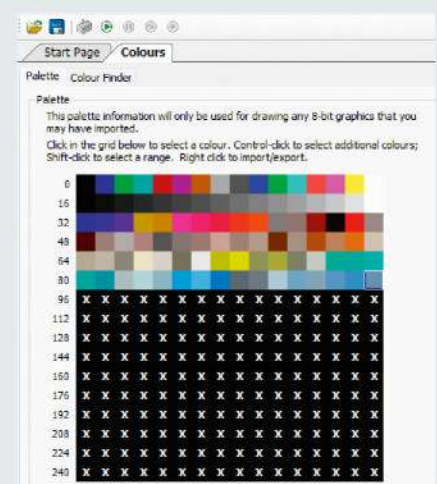 Start Page Colours
Palette Colour Finder
Palette
This palette information will only be used for drawing any 8-bit graphics that you
may have imported.
Click in the grid below to select a colour. Control-click to select additional colours;
Shift-click to select a range. Right click to import/export.
0
16
32
48
64
80
96 X X X X X X X X X X X X X X X X
112 X X X X X X X X X X X X X X X X
128 X X X X X X X X X X X X X X X X
144 X X X X X X X X X X X X X X X X
160 X X X X X X X X X X X X X X X X
176 X X X X X X X X X X X X X X X X
192 X X X X X X X X X X X X X X X X
208 X X X X X X X X X X X X X X X X
224 X X X X X X X X X X X X X X X X
240 X X X X X X X X X X X X X X X X